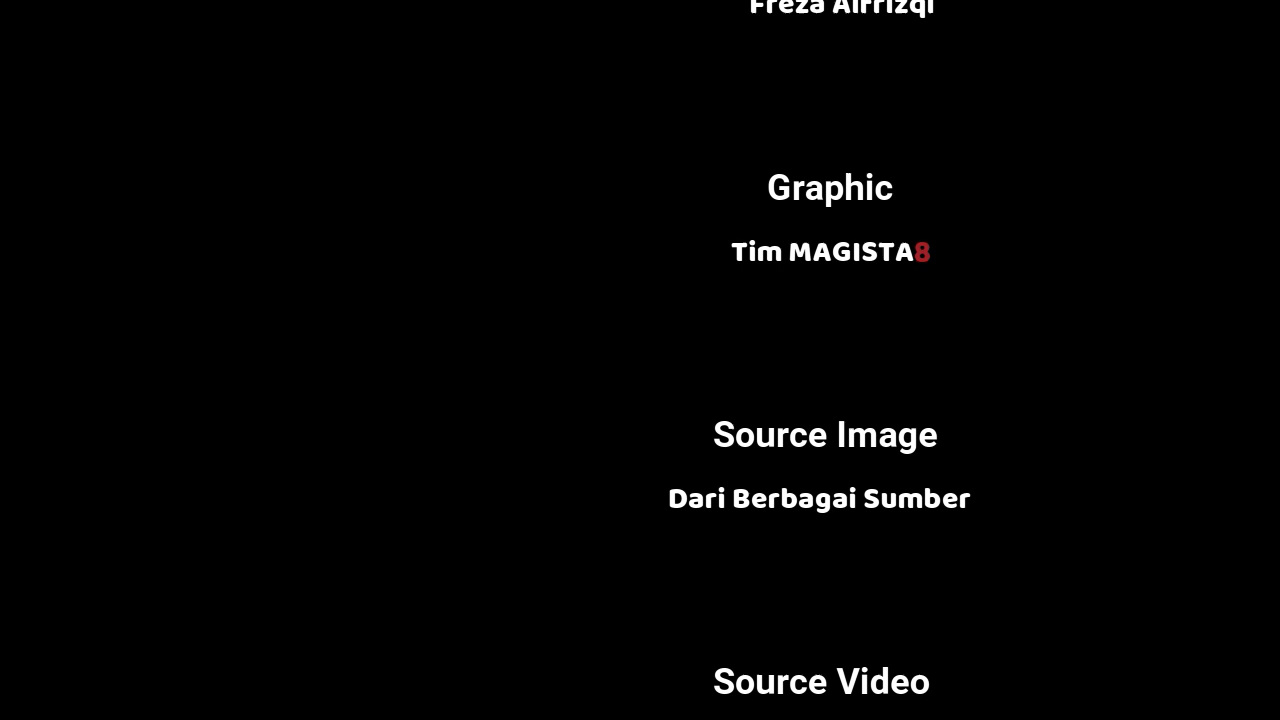 Freza Alfrizqi
Graphic
Tim MAGISTA8
Source Image
Dari Berbagai Sumber
Source Video